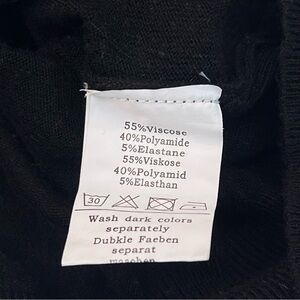 55%Viscose
40%Polyamide
5%Elastane
55%Viskose
40%Polyamid
5%Elasthan
30
Wash dark colors
separately
Dubkle Faeben
separat
waschen